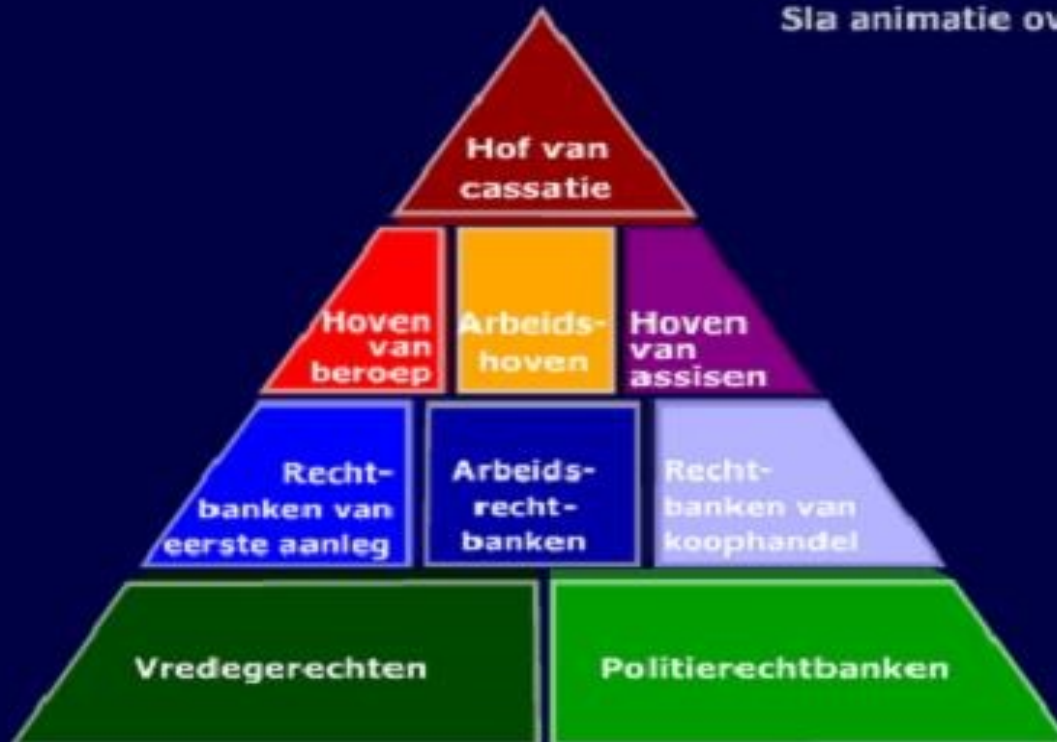 Sla animatie ov
Hof van
cassatie
Hoven
van
beroep
Arbeids-
hoven
Hoven
van
assisen
Recht-
banken van
eerste aanleg
Arbeids-
recht-
banken
Recht-
banken van
koophandel
Vredegerechten
Politierechtbanken